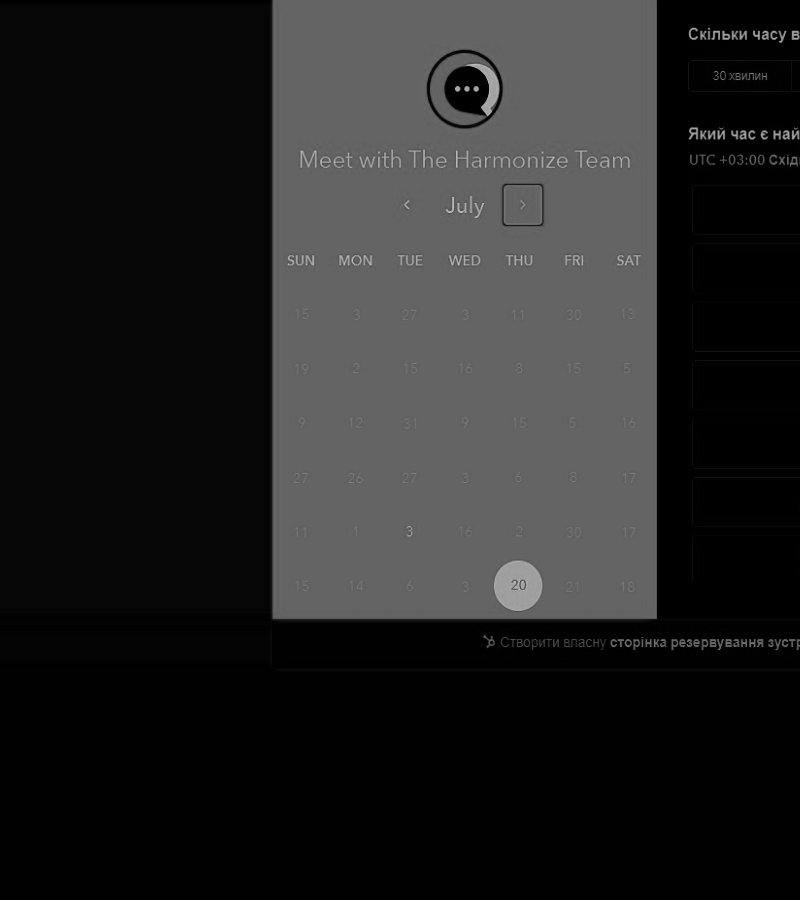 Meet with The Harmonize Team
July
SUN MON TUE WED THU FRI SAT
15 3 27 3 11 30 13
19 2 15 16 8 15 5
9 12 31 9 15 5 16
27 26 27 3 6 8 17
11 1 3 16 2 30 17
15 14 6 3 20 21 18
Скільки часу в
30 хвилин
Який час є най
UTC +03:00 Східн
Створити власну сторінка резервування зустр